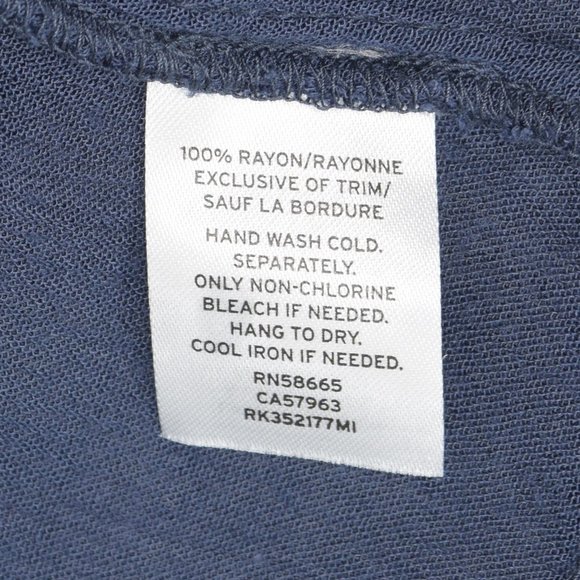 100% RAYON/RAYONNE
EXCLUSIVE OF TRIM/
SAUF LA BORDURE
HAND WASH COLD.
SEPARATELY.
ONLY NON-CHLORINE
BLEACH IF NEEDED.
HANG TO DRY.
COOL IRON IF NEEDED.
RN58665
CA57963
RK352177MI